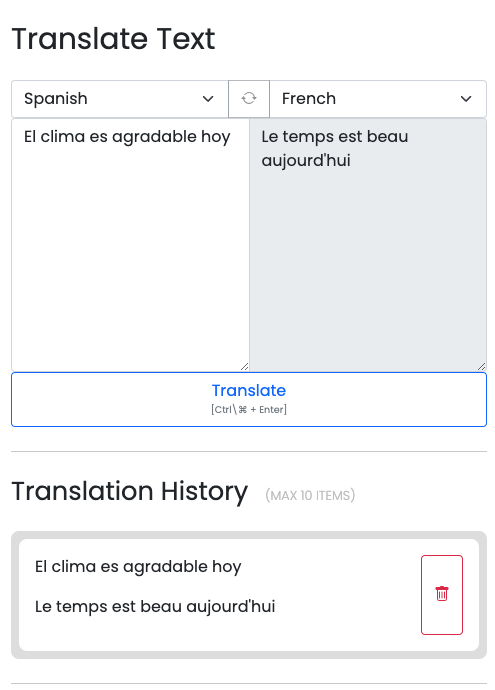 Translate Text
Spanish
French
El clima es agradable hoy
Le temps est beau
aujourd'hui
Translate
[Ctrl\⌘ + Enter]
Translation History (MAX 10 ITEMS)
El clima es agradable hoy
Le temps est beau aujourd'hui